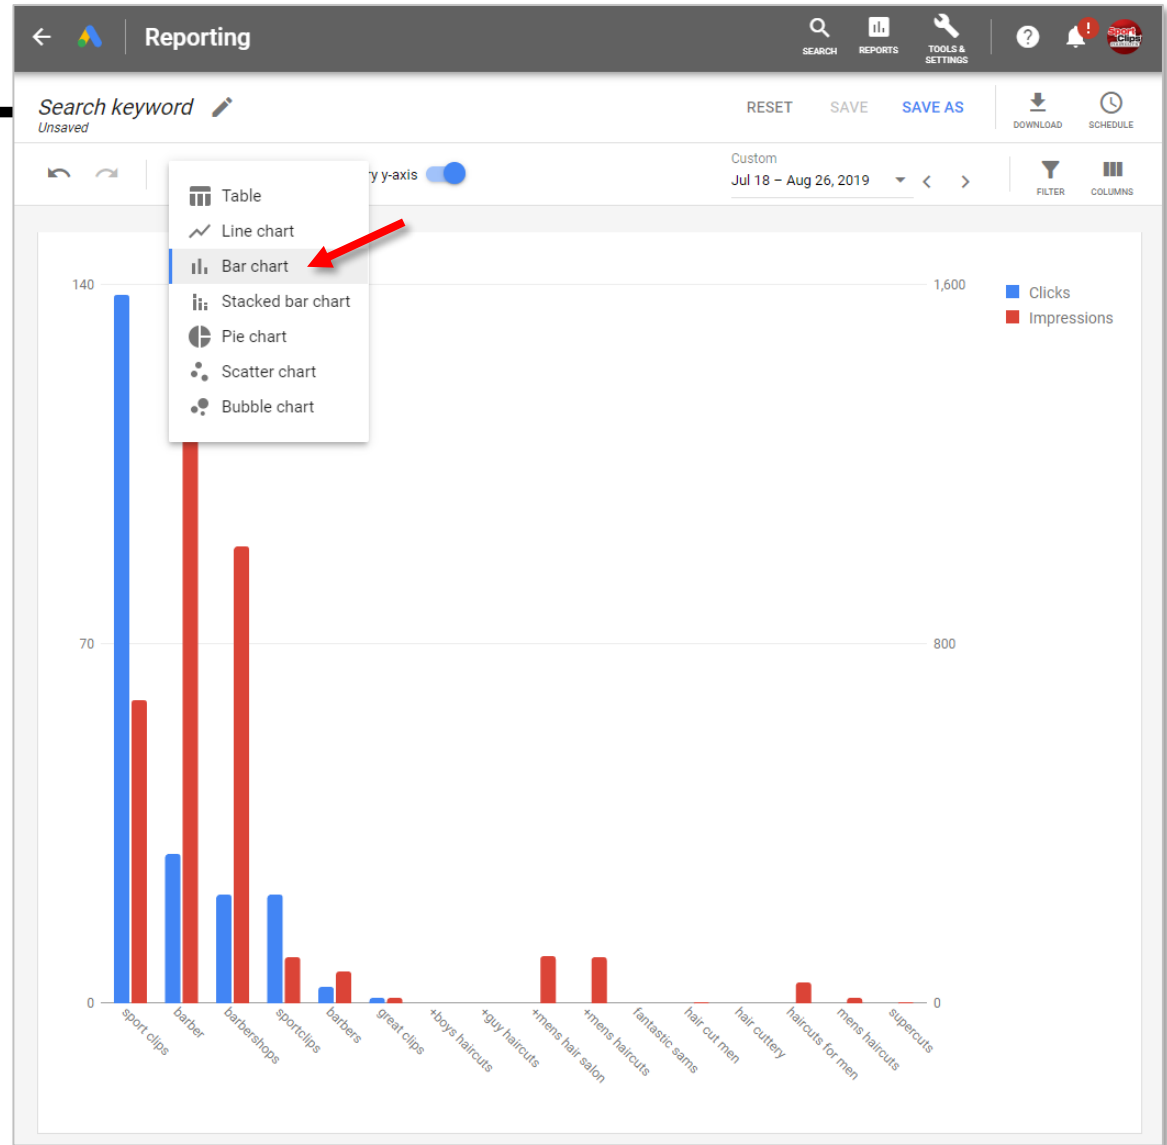 Reporting
SEARCH
REPORTS
TOOLS &
SETTINGS
!
Sport
Clips
Search keyword
Unsaved
RESET
SAVE
SAVE AS
DOWNLOAD
SCHEDULE
y-axis
Custom
Jul 18 – Aug 26, 2019
FILTER
COLUMNS
Table
Line chart
Bar chart
Stacked bar chart
Pie chart
Scatter chart
Bubble chart
140
1,600
Clicks
Impressions
70
800
0
0
sport clips
barber
barbershops
sportclips
barbers
great clips
+boys haircuts
+guy haircuts
+mens hair salon
+mens haircuts
fantastic sams
hair cut men
hair cuttery
haircuts for men
mens haircuts
supercuts